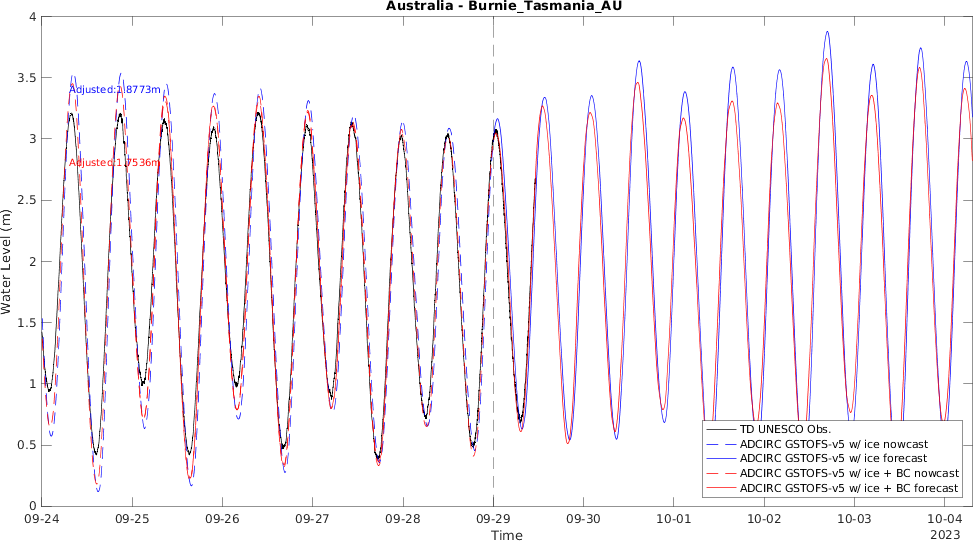 Australia - Burnie_Tasmania_AU
4
3.5
3
2.5
2
1.5
1
0.5
0
Water Level (m)
Adjusted:1.8773m
Adjusted:1.7536m
TD UNESCO Obs.
ADCIRC GSTOFS-v5 w/ ice nowcast
ADCIRC GSTOFS-v5 w/ ice forecast
ADCIRC GSTOFS-v5 w/ ice + BC nowcast
ADCIRC GSTOFS-v5 w/ ice + BC forecast
09-24 09-25 09-26 09-27 09-28 09-29 09-30 10-01 10-02 10-03 10-04
Time
2023